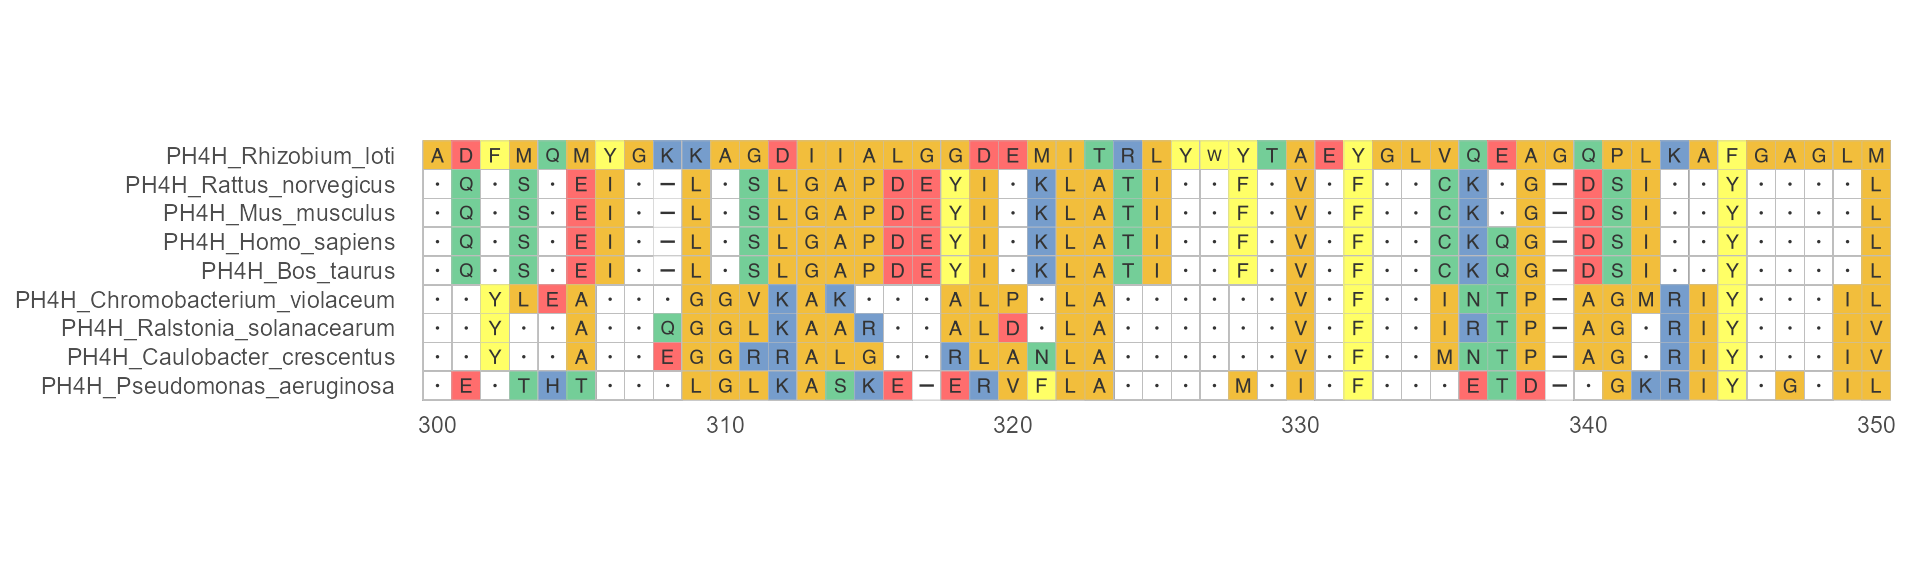 PH4H_Rhizobium_loti A D F M Q M Y G K K A G D I I A L G G D E M I T R L Y W Y T A E Y G L V Q E A G Q P L K A F G A G L M
PH4H_Rattus_norvegicus · Q · S · E I · – L · S L G A P D E Y I · K L A T I · · F · V · F · · C K · G – D S I · · Y · · · · L
PH4H_Mus_musculus · Q · S · E I · – L · S L G A P D E Y I · K L A T I · · F · V · F · · C K · G – D S I · · Y · · · · L
PH4H_Homo_sapiens · Q · S · E I · – L · S L G A P D E Y I · K L A T I · · F · V · F · · C K Q G – D S I · · Y · · · · L
PH4H_Bos_taurus · Q · S · E I · – L · S L G A P D E Y I · K L A T I · · F · V · F · · C K Q G – D S I · · Y · · · · L
PH4H_Chromobacterium_violaceum · · Y L E A · · · G G V K A K · · · A L P · L A · · · · · · V · F · · I N T P – A G M R I Y · · · I L
PH4H_Ralstonia_solanacearum · · Y · · A · · Q G G L K A A R · · A L D · L A · · · · · · V · F · · I R T P – A G · R I Y · · · I V
PH4H_Caulobacter_crescentus · · Y · · A · · E G G R R A L G · · R L A N L A · · · · · · V · F · · M N T P – A G · R I Y · · · I V
PH4H_Pseudomonas_aeruginosa · E · T H T · · · L G L K A S K E – E R V F L A · · · · M · I · F · · · E T D – · G K R I Y · G · I L
300 310 320 330 340 350